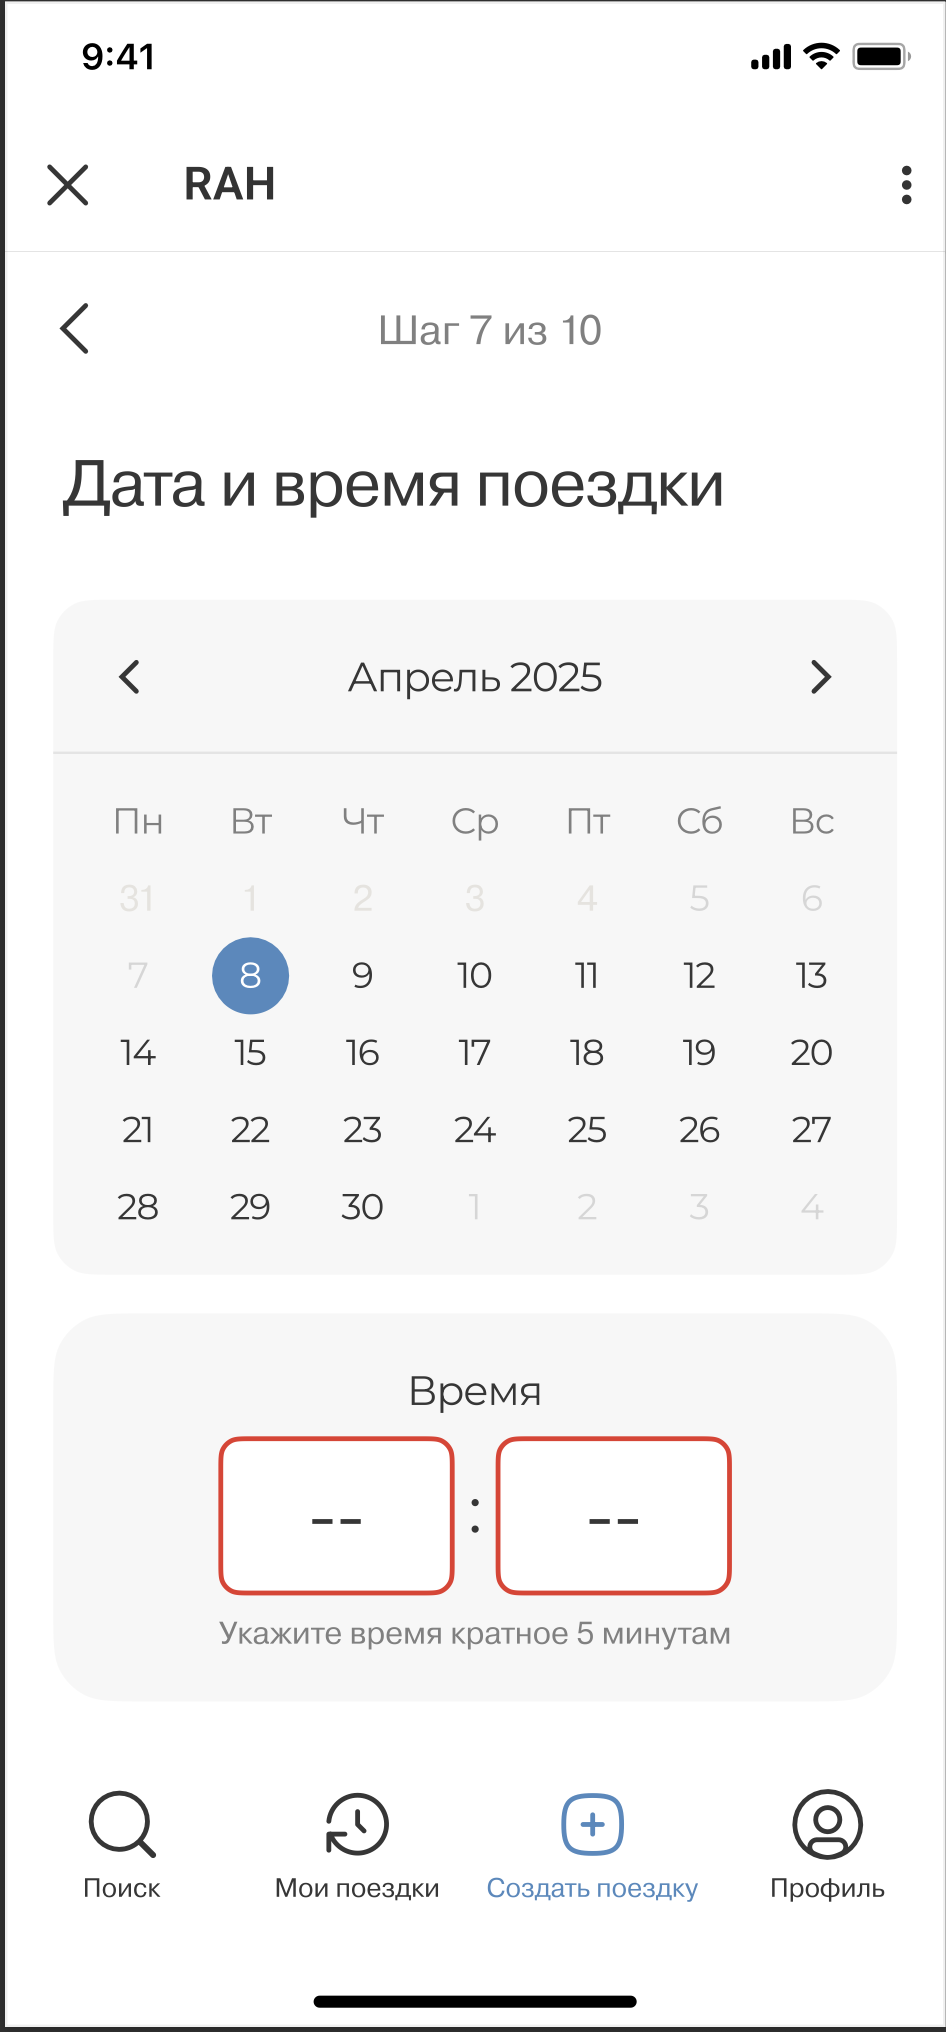 9:41
RAH
Шаг 7 из 10
Дата и время поездки
Апрель 2025
Пн Вт Чт Ср Пт Сб Вс
31 1 2 3 4 5 6
7 8 9 10 11 12 13
14 15 16 17 18 19 20
21 22 23 24 25 26 27
28 29 30 1 2 3 4
Время
-- : --
Укажите время кратное 5 минутам
Поиск Мои поездки Создать поездку Профиль